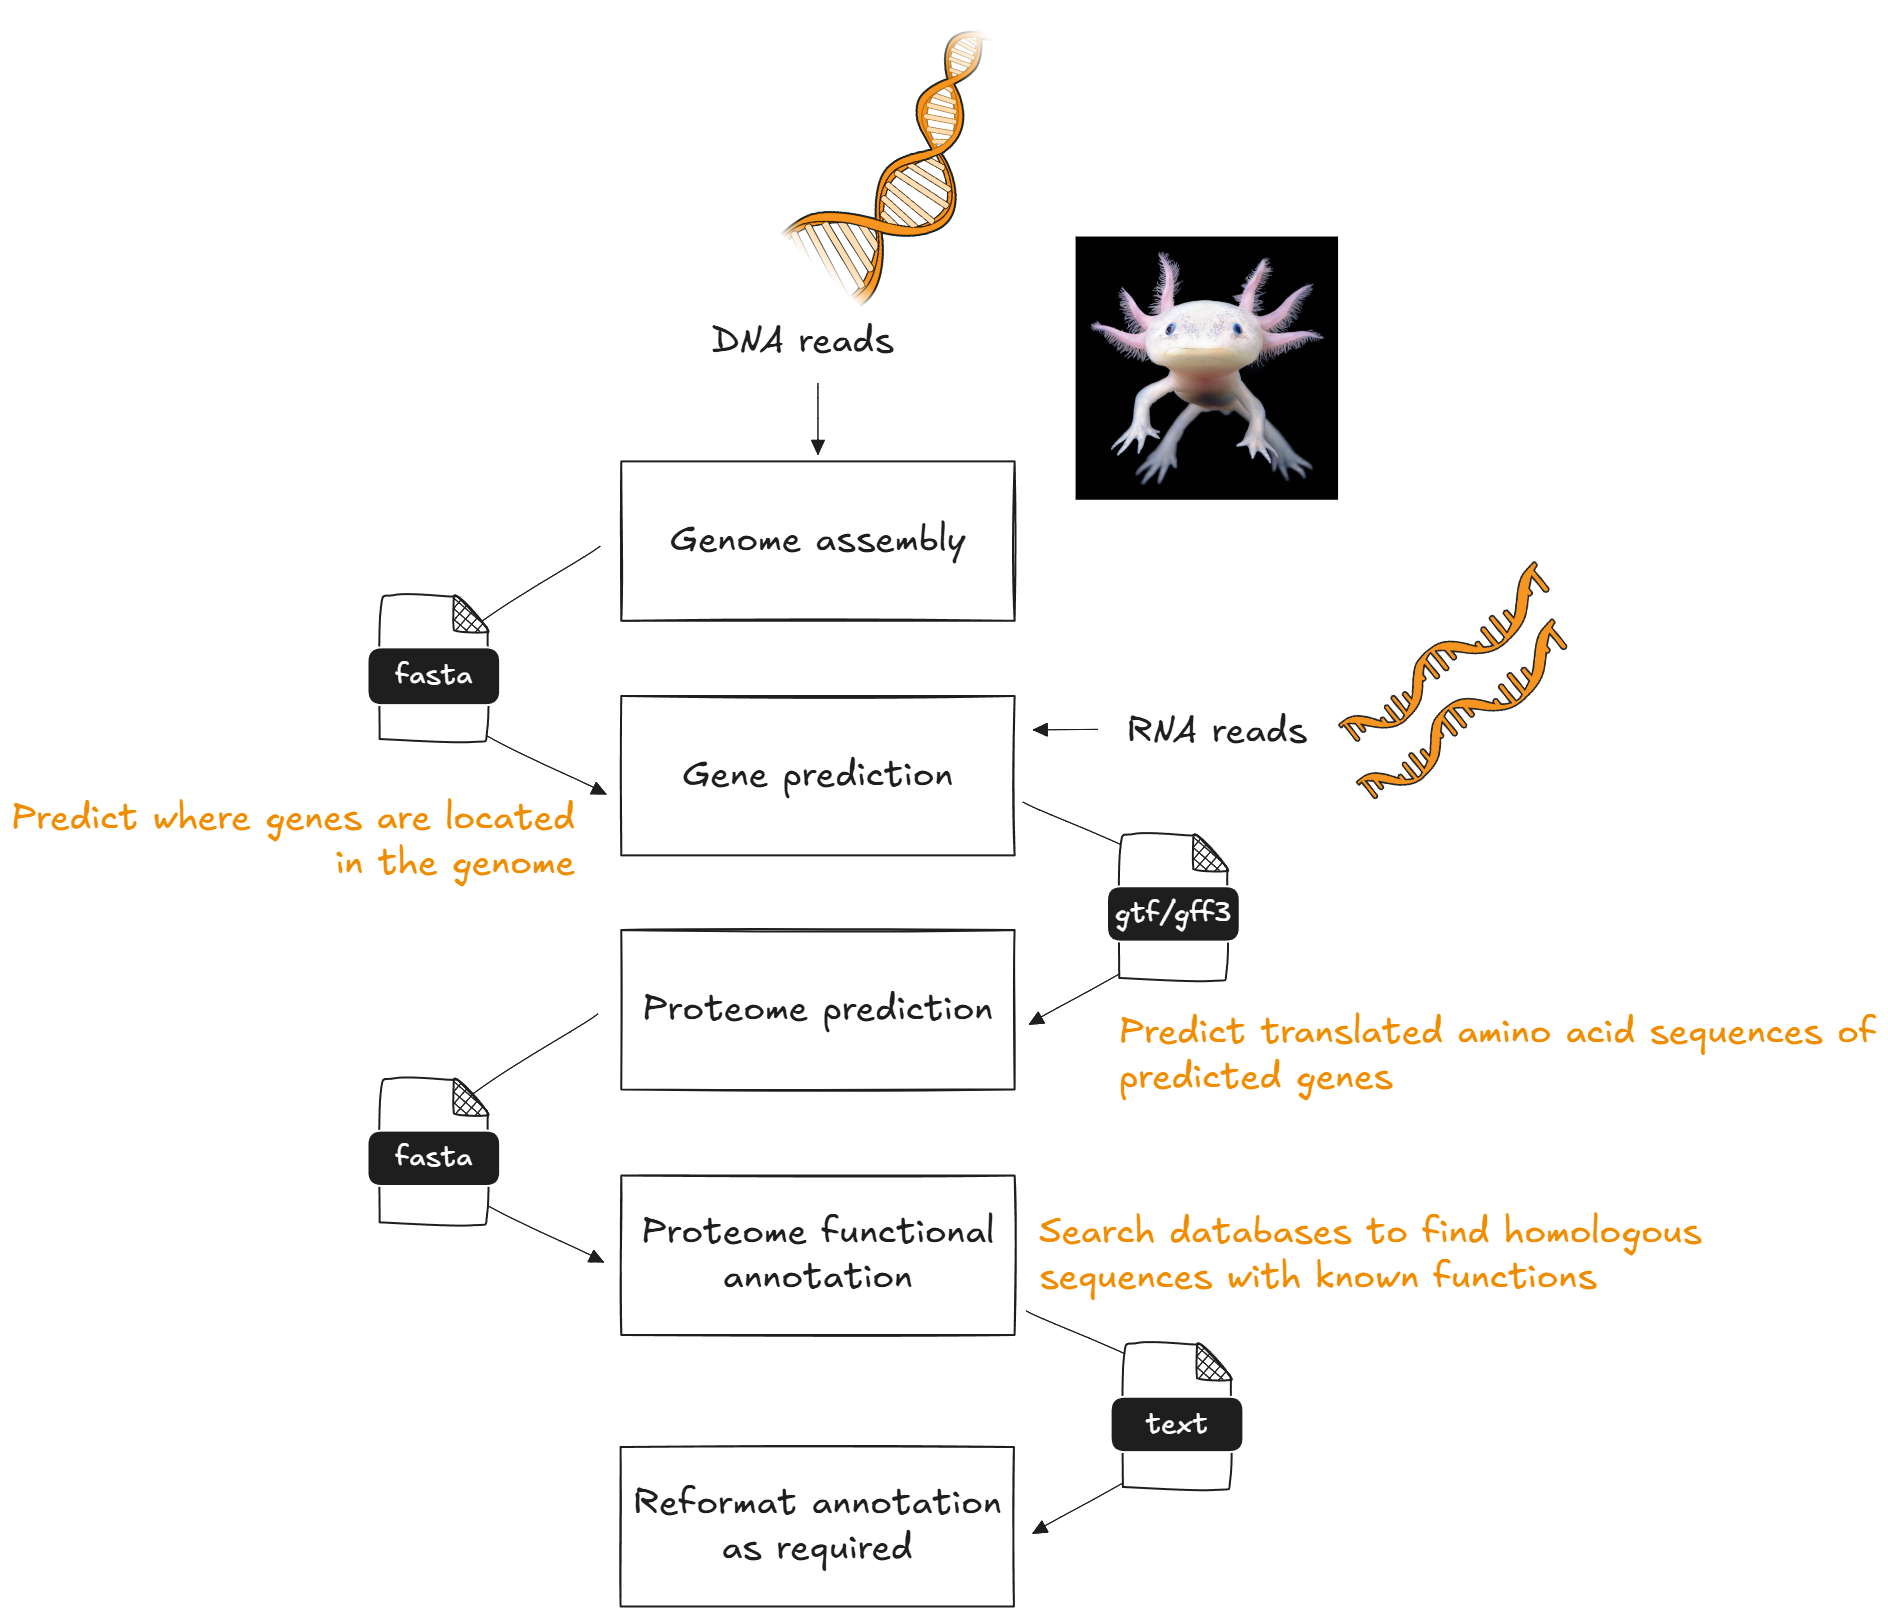 DNA reads
Genome assembly
fasta
RNA reads
Gene prediction
Predict where genes are located
in the genome
gtf/gff3
Proteome prediction
Predict translated amino acid sequences of
predicted genes
fasta
Proteome functional
annotation
Search databases to find homologous
sequences with known functions
text
Reformat annotation
as required